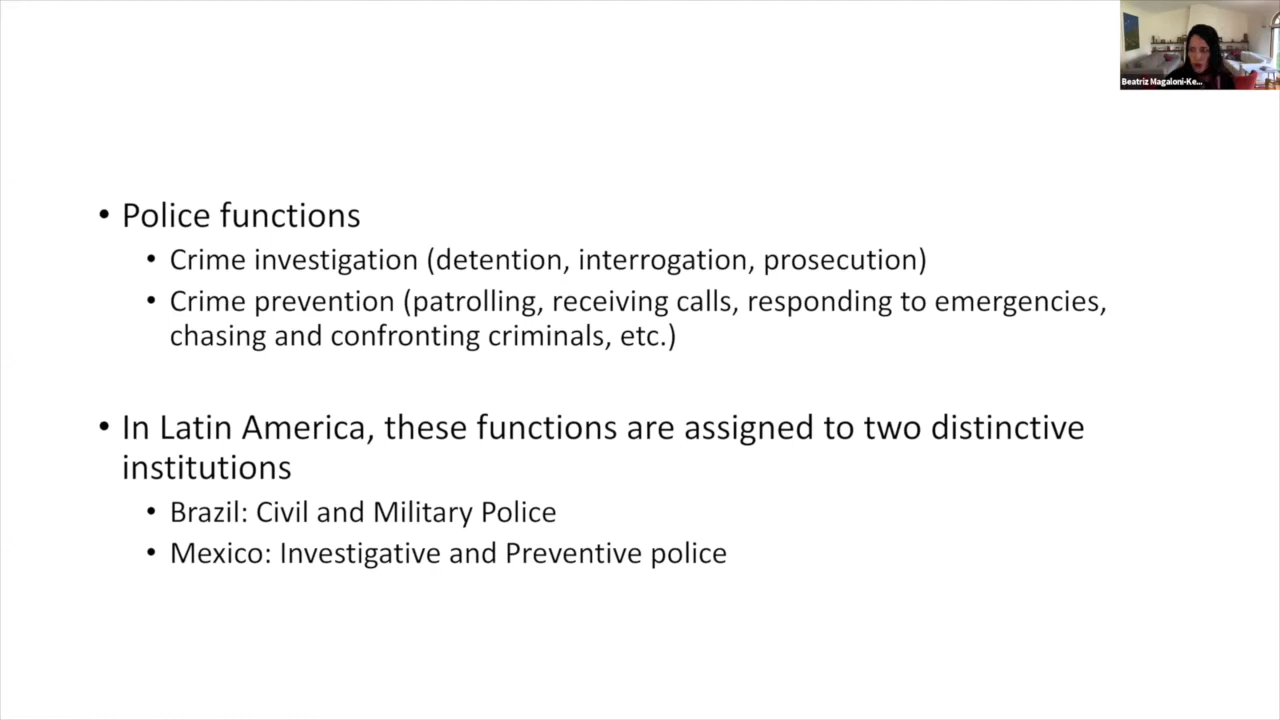 Beatriz Magaloni-Ke...
• Police functions
• Crime investigation (detention, interrogation, prosecution)
• Crime prevention (patrolling, receiving calls, responding to emergencies,
chasing and confronting criminals, etc.)
• In Latin America, these functions are assigned to two distinctive
institutions
• Brazil: Civil and Military Police
• Mexico: Investigative and Preventive police